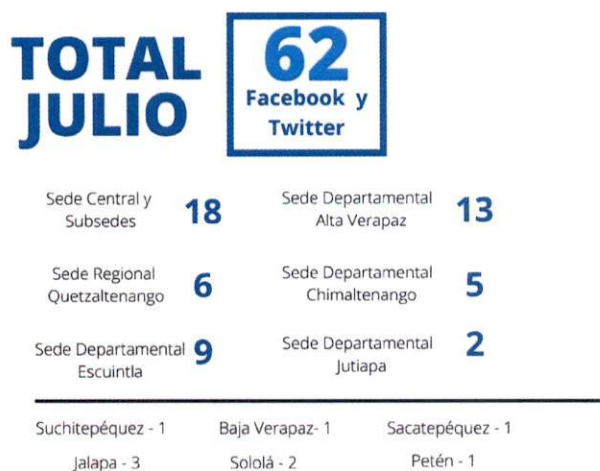 TOTAL
JULIO
62
Facebook y
Twitter
Sede Central y
Subsedes
18
Sede Departamental
Alta Verapaz
13
Sede Regional
Quetzaltenango
6
Sede Departamental
Chimaltenango
5
Sede Departamental
Escuintla
9
Sede Departamental
Jutiapa
2
Suchitepéquez - 1
Baja Verapaz- 1
Sacatepéquez - 1
Jalapa - 3
Sololá - 2
Petén - 1